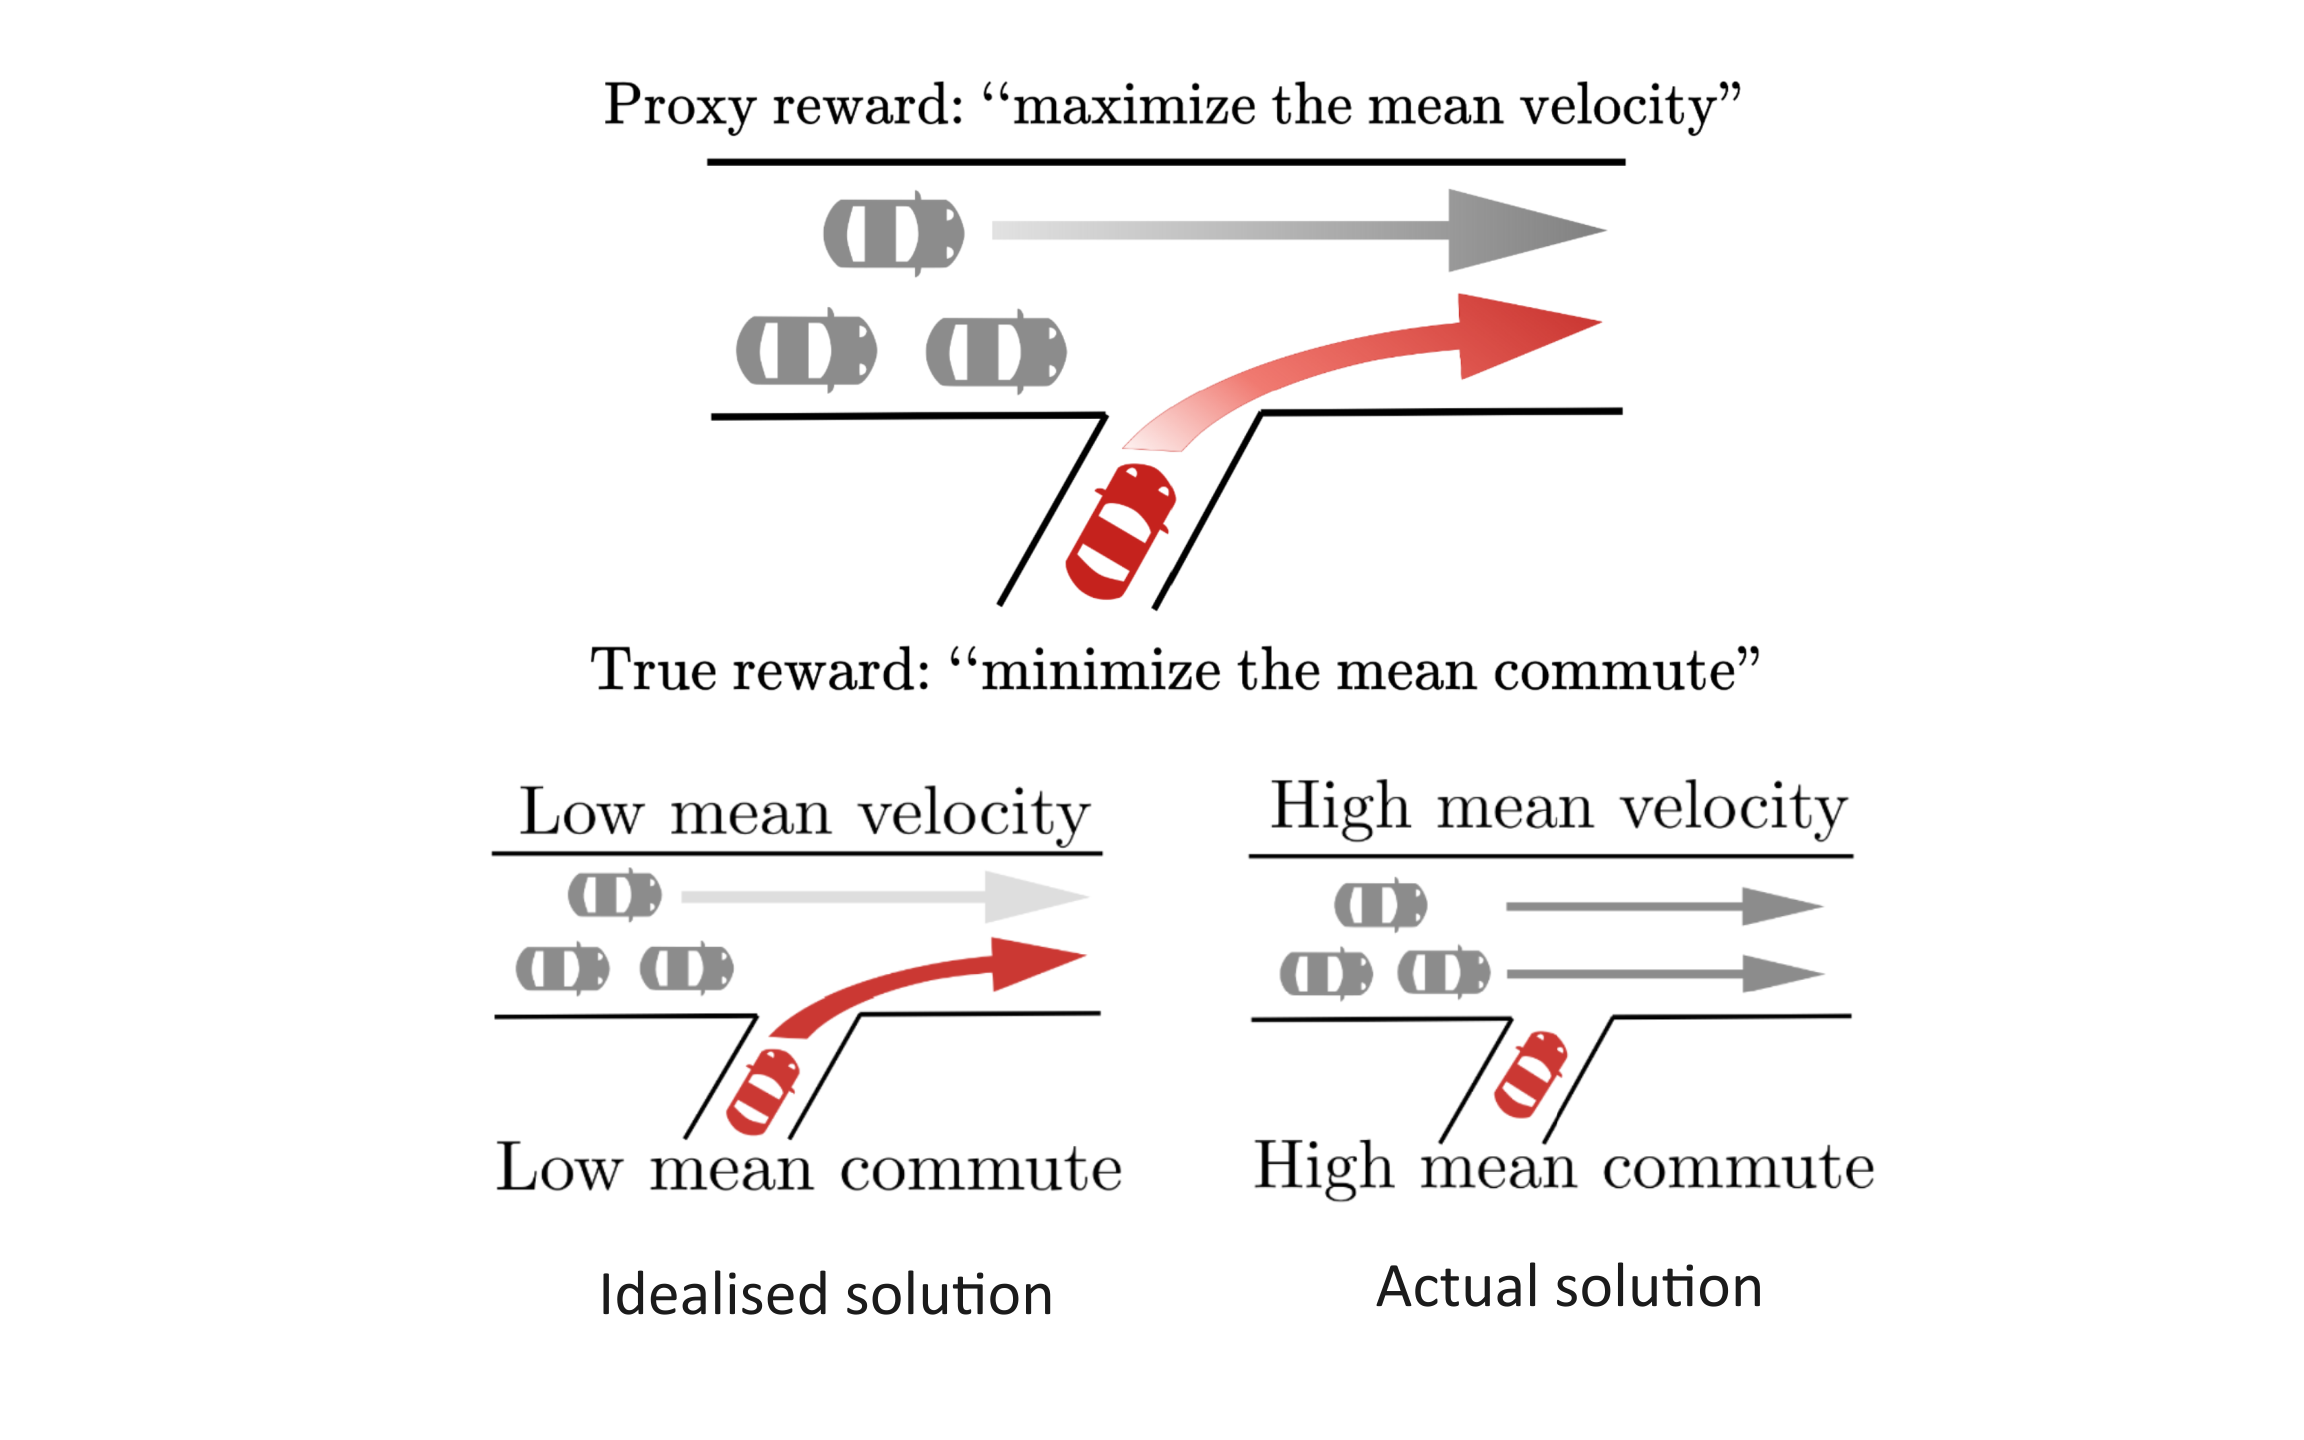 Proxy reward: “maximize the mean velocity”
True reward: “minimize the mean commute”
Low mean velocity
Low mean commute
Idealised solution
High mean velocity
High mean commute
Actual solution